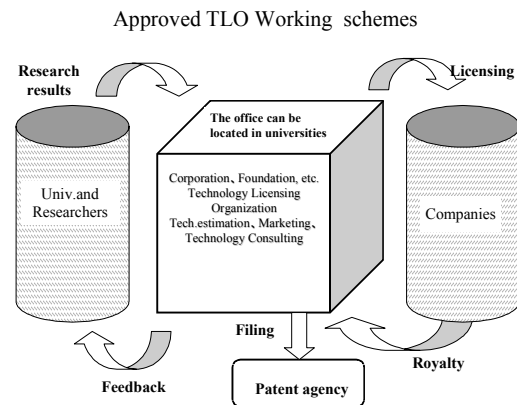 Approved TLO Working schemes
Research
results
Licensing
The office can be
located in universities
Corporation、Foundation, etc.
Technology Licensing
Organization
Tech.estimation、Marketing、
Technology Consulting
Univ.and
Researchers
Companies
Filing
Feedback
Royalty
Patent agency